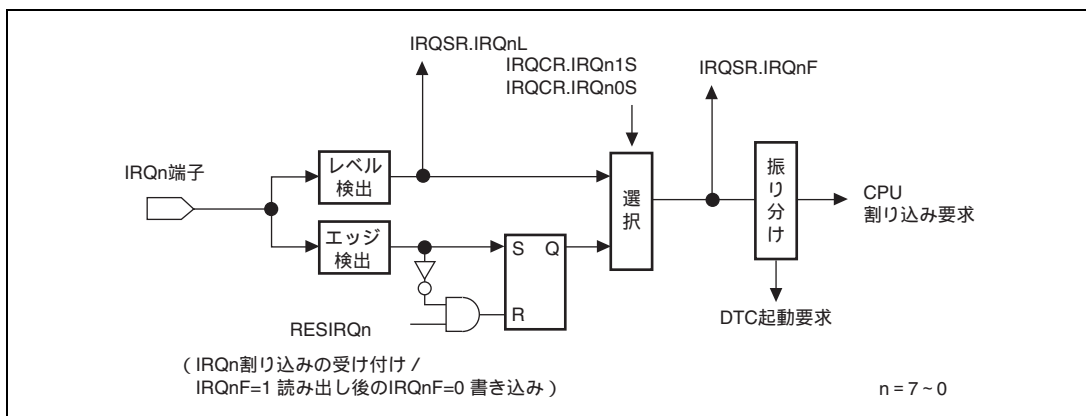 IRQSR.IRQnL
IRQCR.IRQn1S
IRQCR.IRQn0S
IRQSR.IRQnF
IRQn端子
レベル
検出
エッジ
検出
S Q
R
選択
振り分け
CPU
割り込み要求
DTC起動要求
RESIRQn
( IRQn割り込みの受け付け /
IRQnF=1 読み出し後のIRQnF=0 書き込み )
n = 7 ~ 0